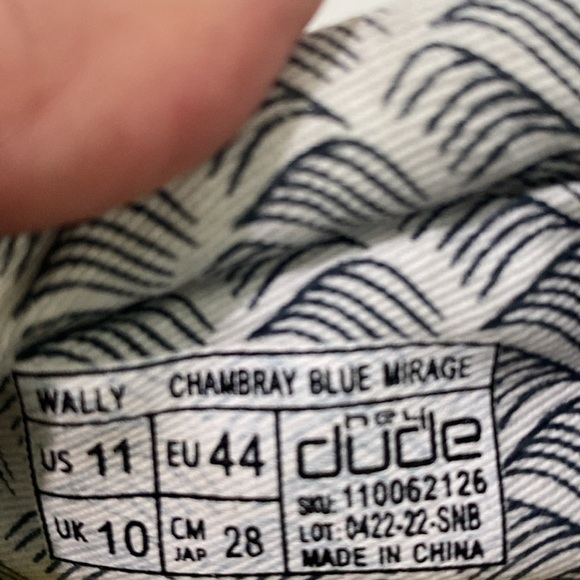 WALLY CHAMBRAY BLUE MIRAGE
US 11 EU 44
hey dude
SKU: 110062126
UK 10 CM JAP 28
LOT: 0422-22-SNB
MADE IN CHINA